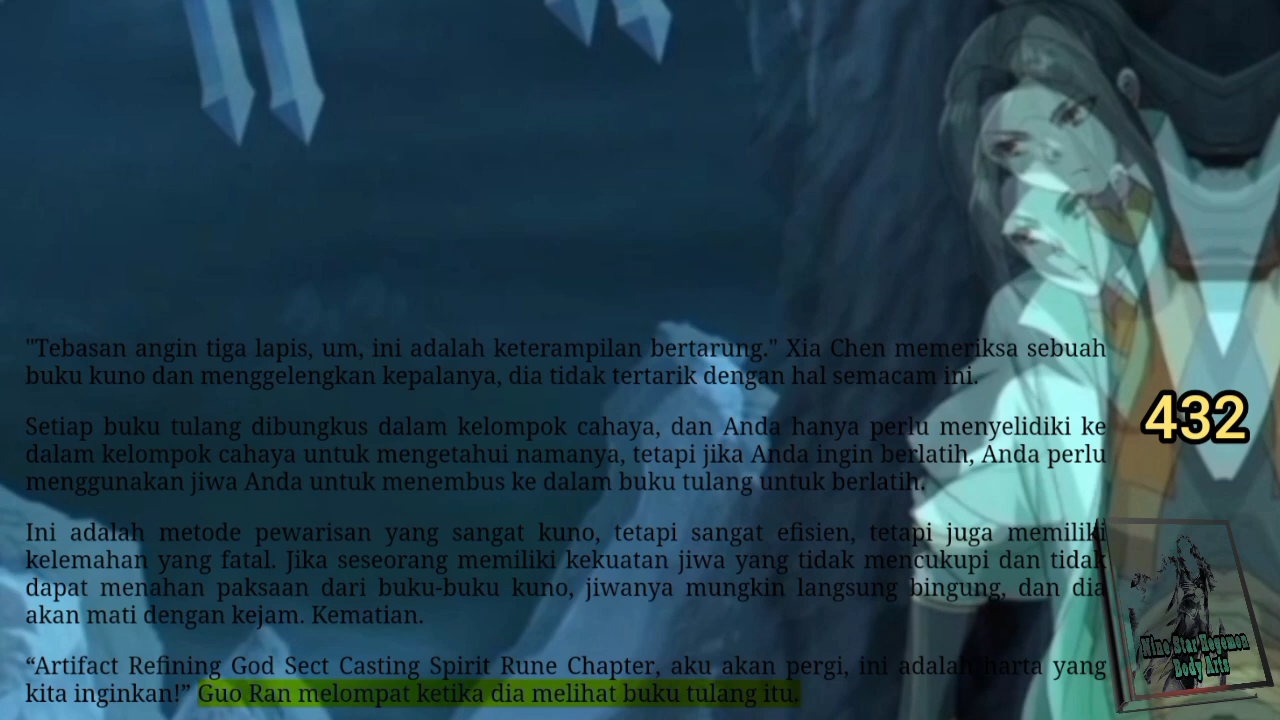 "Tebasan angin tiga lapis, um, ini adalah keterampilan bertarung." Xia Chen memeriksa sebuah
buku kuno dan menggelengkan kepalanya, dia tidak tertarik dengan hal semacam ini.
Setiap buku tulang dibungkus dalam kelompok cahaya, dan Anda hanya perlu menyelidiki ke
dalam kelompok cahaya untuk mengetahui namanya, tetapi jika Anda ingin berlatih, Anda perlu
menggunakan jiwa Anda untuk menembus ke dalam buku tulang untuk berlatih.
Ini adalah metode pewarisan yang sangat kuno, tetapi sangat efisien, tetapi juga memiliki
kelemahan yang fatal. Jika seseorang memiliki kekuatan jiwa yang tidak mencukupi dan tidak
dapat menahan paksaan dari buku-buku kuno, jiwanya mungkin langsung bingung, dan dia
akan mati dengan kejam. Kematian.
“Artifact Refining God Sect Casting Spirit Rune Chapter, aku akan pergi, ini adalah harta yang
kita inginkan!” Guo Ran melompat ketika dia melihat buku tulang itu.
432
Nine Star Hegemon
Body Arts